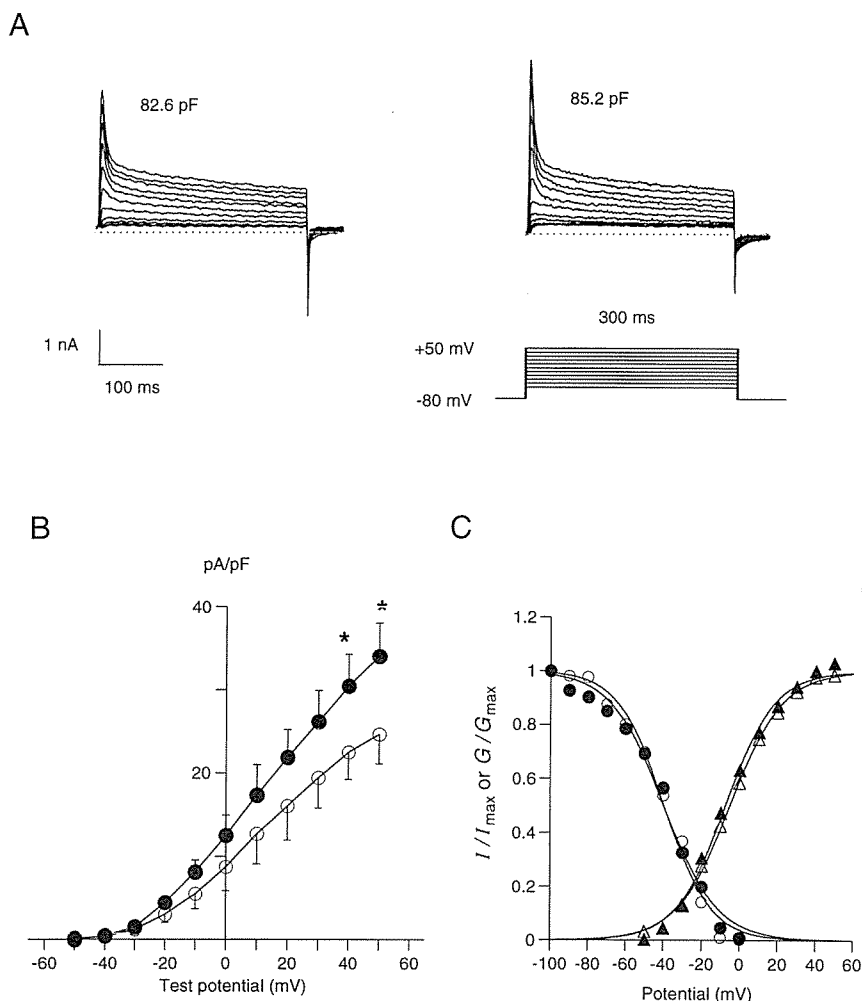 A
82.6 pF
85.2 pF
1 nA
100 ms
300 ms
+50 mV
-80 mV
B
pA/pF
40
20
* *
-60 -40 -20 0 20 40 60
Test potential (mV)
C
I/Imax or G/Gmax
1.2
1
0.8
0.6
0.4
0.2
0
-100 -80 -60 -40 -20 0 20 40 60
Potential (mV)